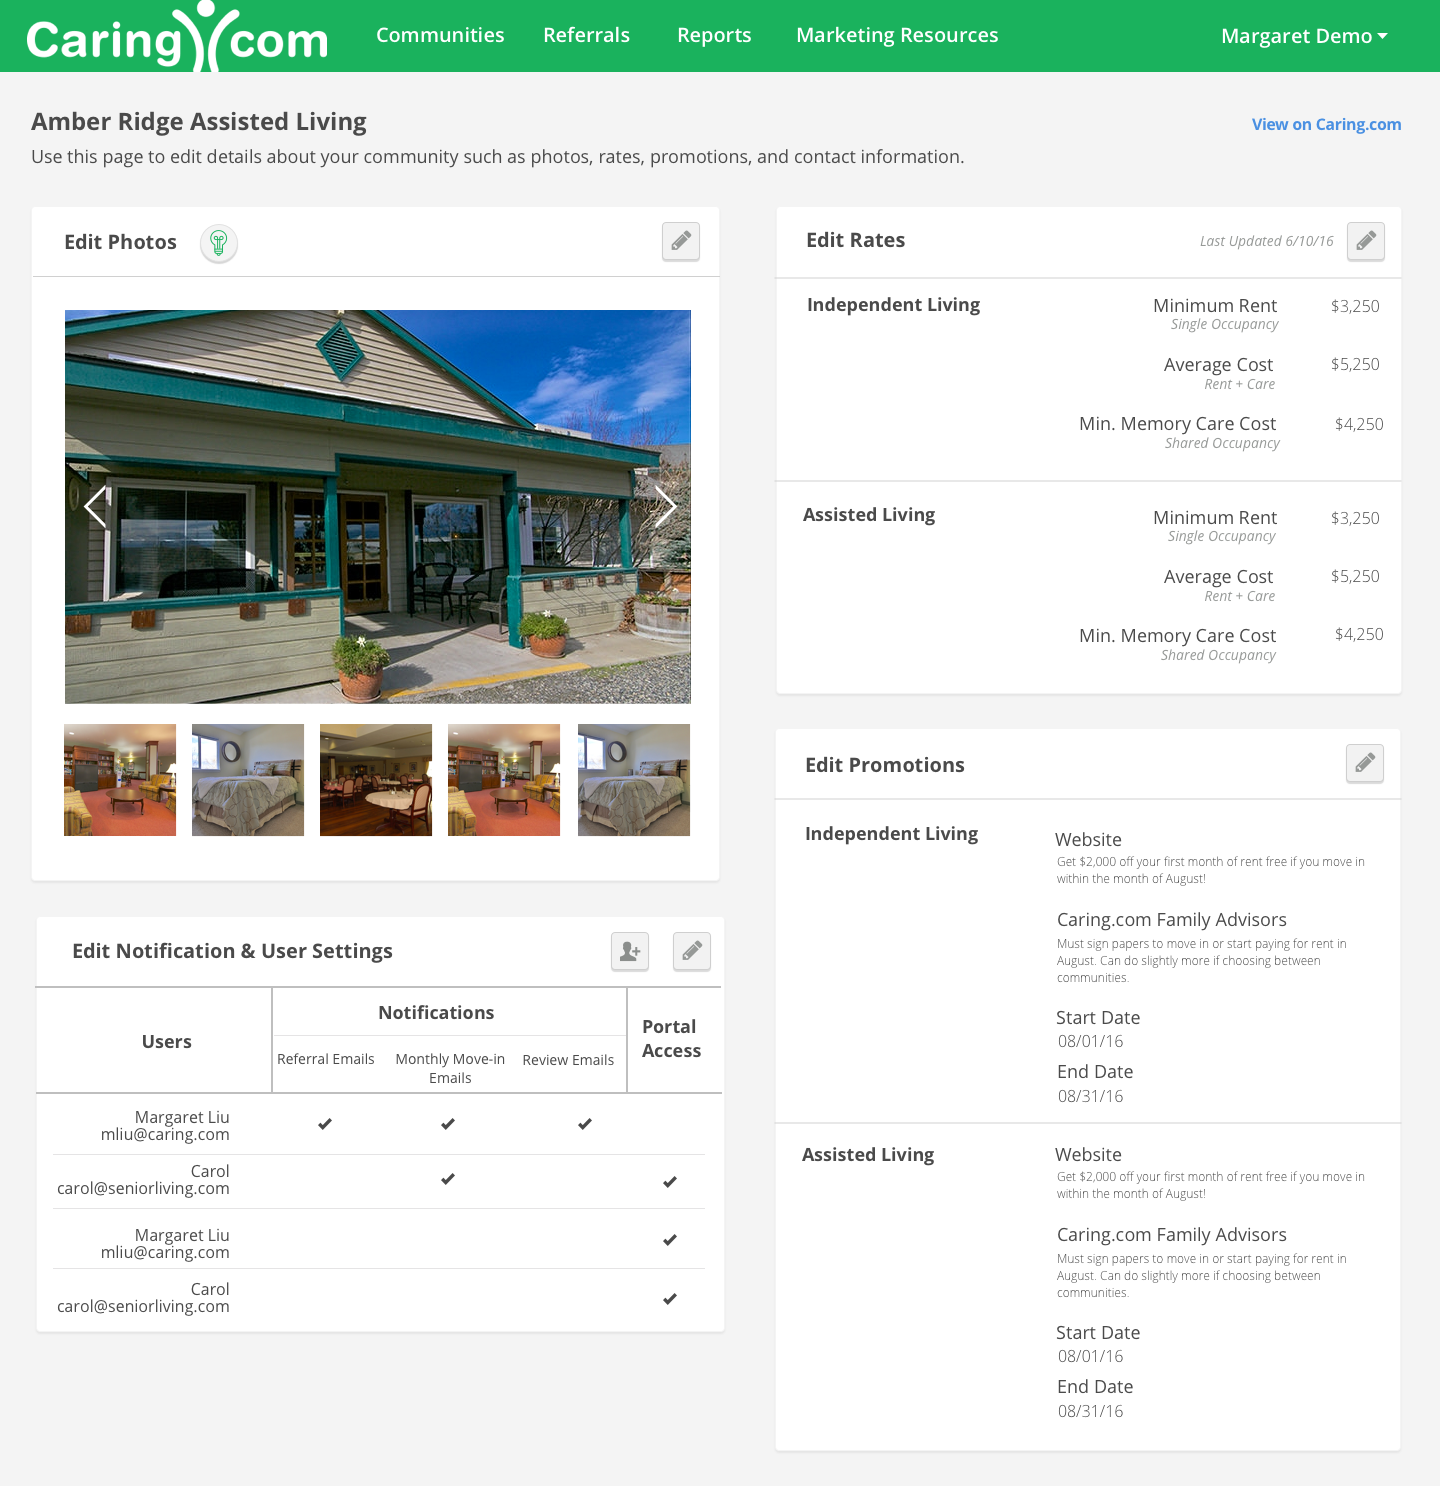 Caring.com
Communities
Referrals
Reports
Marketing Resources
Margaret Demo
Amber Ridge Assisted Living
View on Caring.com
Use this page to edit details about your community such as photos, rates, promotions, and contact information.
Edit Photos
Edit Notification & User Settings
Users
Notifications
Portal
Access
Referral Emails
Monthly Move-in
Emails
Review Emails
Margaret Liu
mliu@caring.com
Carol
carol@seniorliving.com
Margaret Liu
mliu@caring.com
Carol
carol@seniorliving.com
Edit Rates
Last Updated 6/10/16
Independent Living
Minimum Rent $3,250
Single Occupancy
Average Cost $5,250
Rent + Care
Min. Memory Care Cost $4,250
Shared Occupancy
Assisted Living
Minimum Rent $3,250
Single Occupancy
Average Cost $5,250
Rent + Care
Min. Memory Care Cost $4,250
Shared Occupancy
Edit Promotions
Independent Living
Website
Get $2,000 off your first month of rent free if you move in
within the month of August!
Caring.com Family Advisors
Must sign papers to move in or start paying for rent in
August. Can do slightly more if choosing between
communities.
Start Date
08/01/16
End Date
08/31/16
Assisted Living
Website
Get $2,000 off your first month of rent free if you move in
within the month of August!
Caring.com Family Advisors
Must sign papers to move in or start paying for rent in
August. Can do slightly more if choosing between
communities.
Start Date
08/01/16
End Date
08/31/16